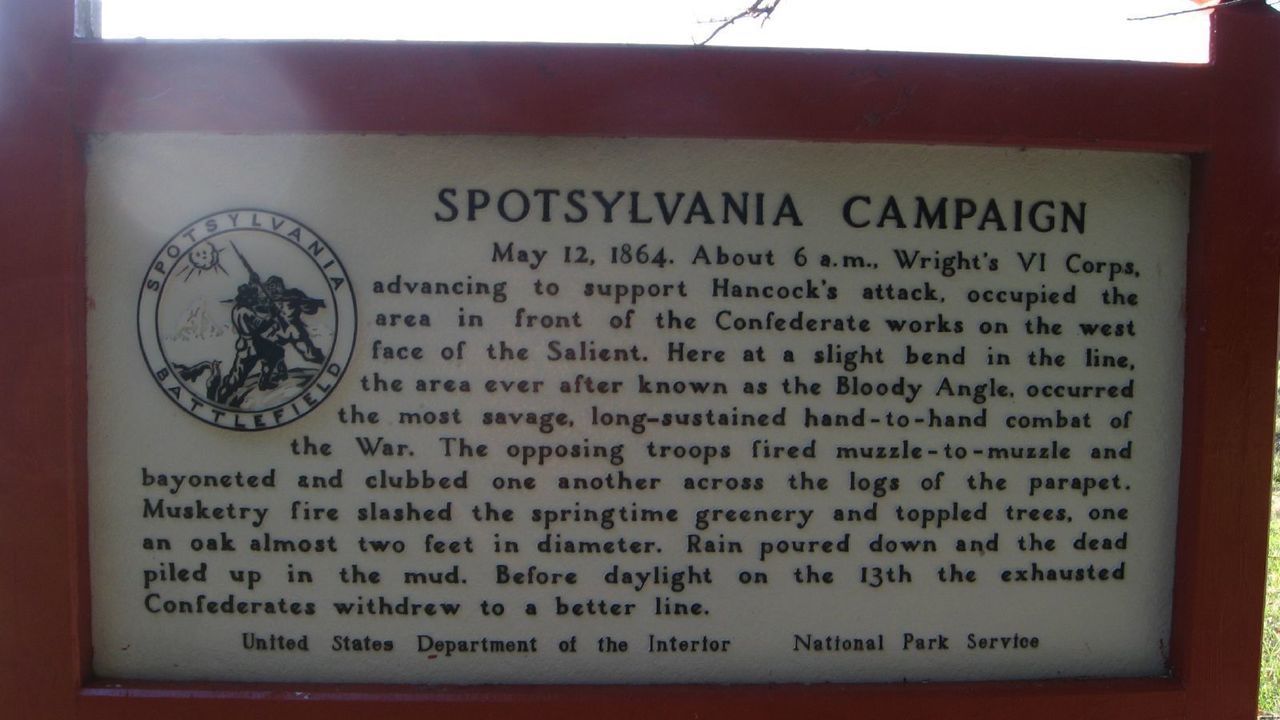 SPOTSYLVANIA CAMPAIGN
SPOTSYLVANIA
BATTLEFIELD
May 12, 1864. About 6 a.m., Wright's VI Corps,
advancing to support Hancock's attack, occupied the
area in front of the Confederate works on the west
face of the Salient. Here at a slight bend in the line,
the area ever after known as the Bloody Angle, occurred
the most savage, long-sustained hand-to-hand combat of
the War. The opposing troops fired muzzle-to-muzzle and
bayoneted and clubbed one another across the logs of the parapet.
Musketry fire slashed the springtime greenery and toppled trees, one
an oak almost two feet in diameter. Rain poured down and the dead
piled up in the mud. Before daylight on the 13th the exhausted
Confederates withdrew to a better line.
United States Department of the Interior National Park Service